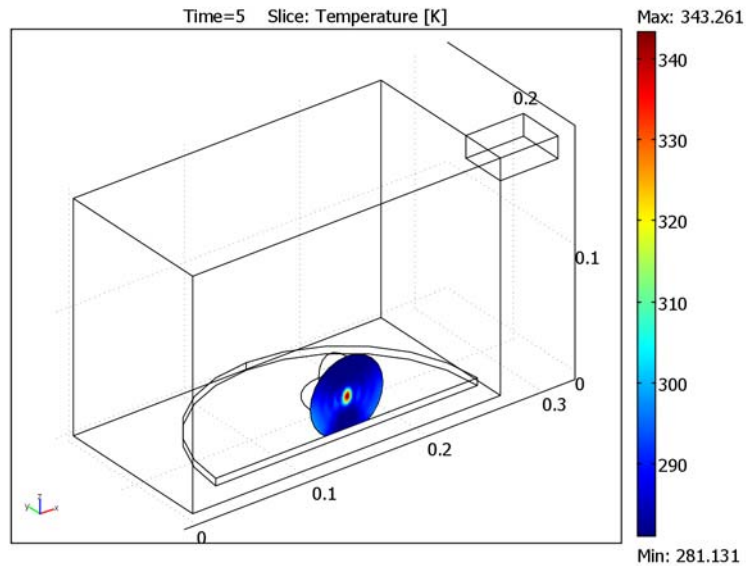 Time=5    Slice: Temperature [K]
Max: 343.261
340
330
320
310
300
290
Min: 281.131
0.2
0.1
0
0.3
0.2
0.1
0
z
y
x